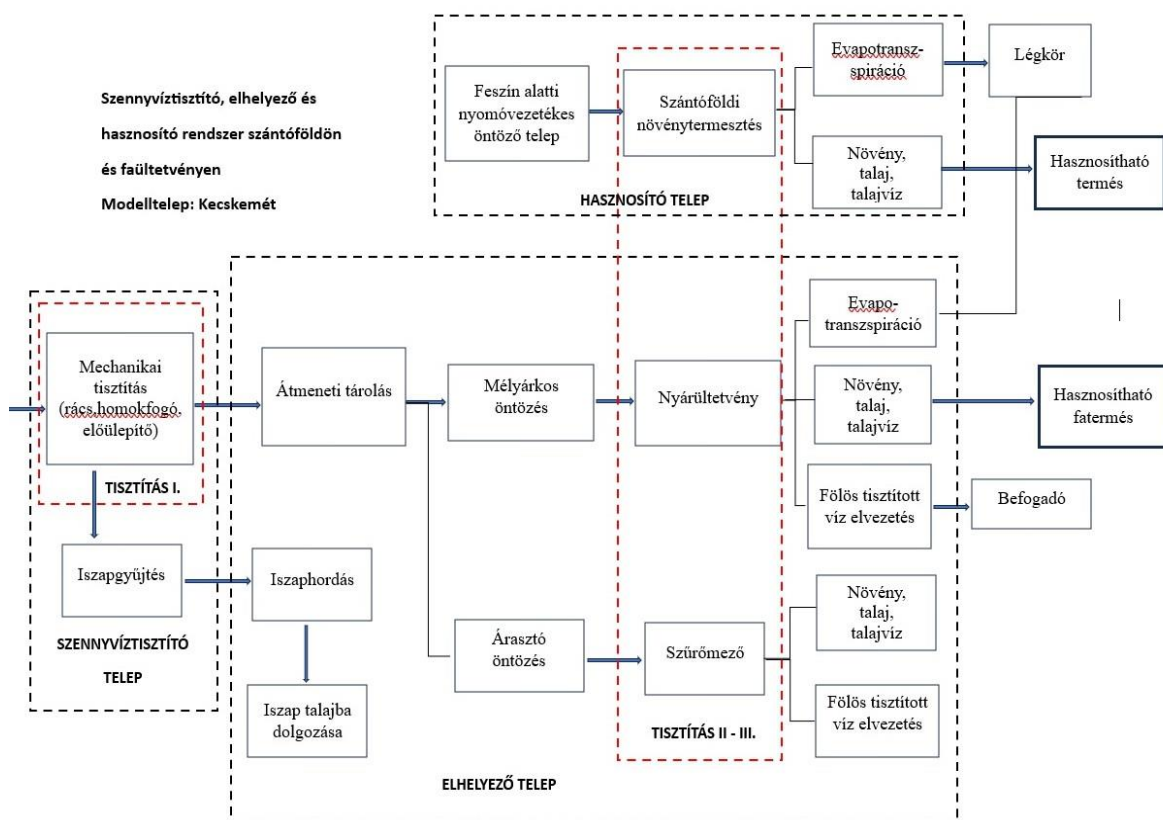 Szennyvíztisztító, elhelyező és
hasznosító rendszer szántóföldön
és faültetvényen
Modelltelep: Kecskemét
Feszín alatti
nyomóvezetékes
öntöző telep
Szántóföldi
növénytermesztés
Evapotransz-
spiráció
Légkör
Növény,
talaj,
talajvíz
Hasznosítható
termés
HASZNOSÍTÓ TELEP
Mechanikai
tisztítás
(rács,homokfogó,
előülepítő)
TISZTÍTÁS I.
Átmeneti tárolás
Mélyárkos
öntözés
Nyárültetvény
Evapo-
transzspiráció
Növény,
talaj,
talajvíz
Hasznosítható
fatermés
Fölös tisztított
víz elvezetés
Befogadó
Iszapgyűjtés
Iszaphordás
SZENNYVÍZTISZTÍTÓ
TELEP
Iszap talajba
dolgozása
Árasztó
öntözés
Szűrőmező
Növény,
talaj,
talajvíz
Fölös tisztított
víz elvezetés
TISZTÍTÁS II - III.
ELHELYEZŐ TELEP